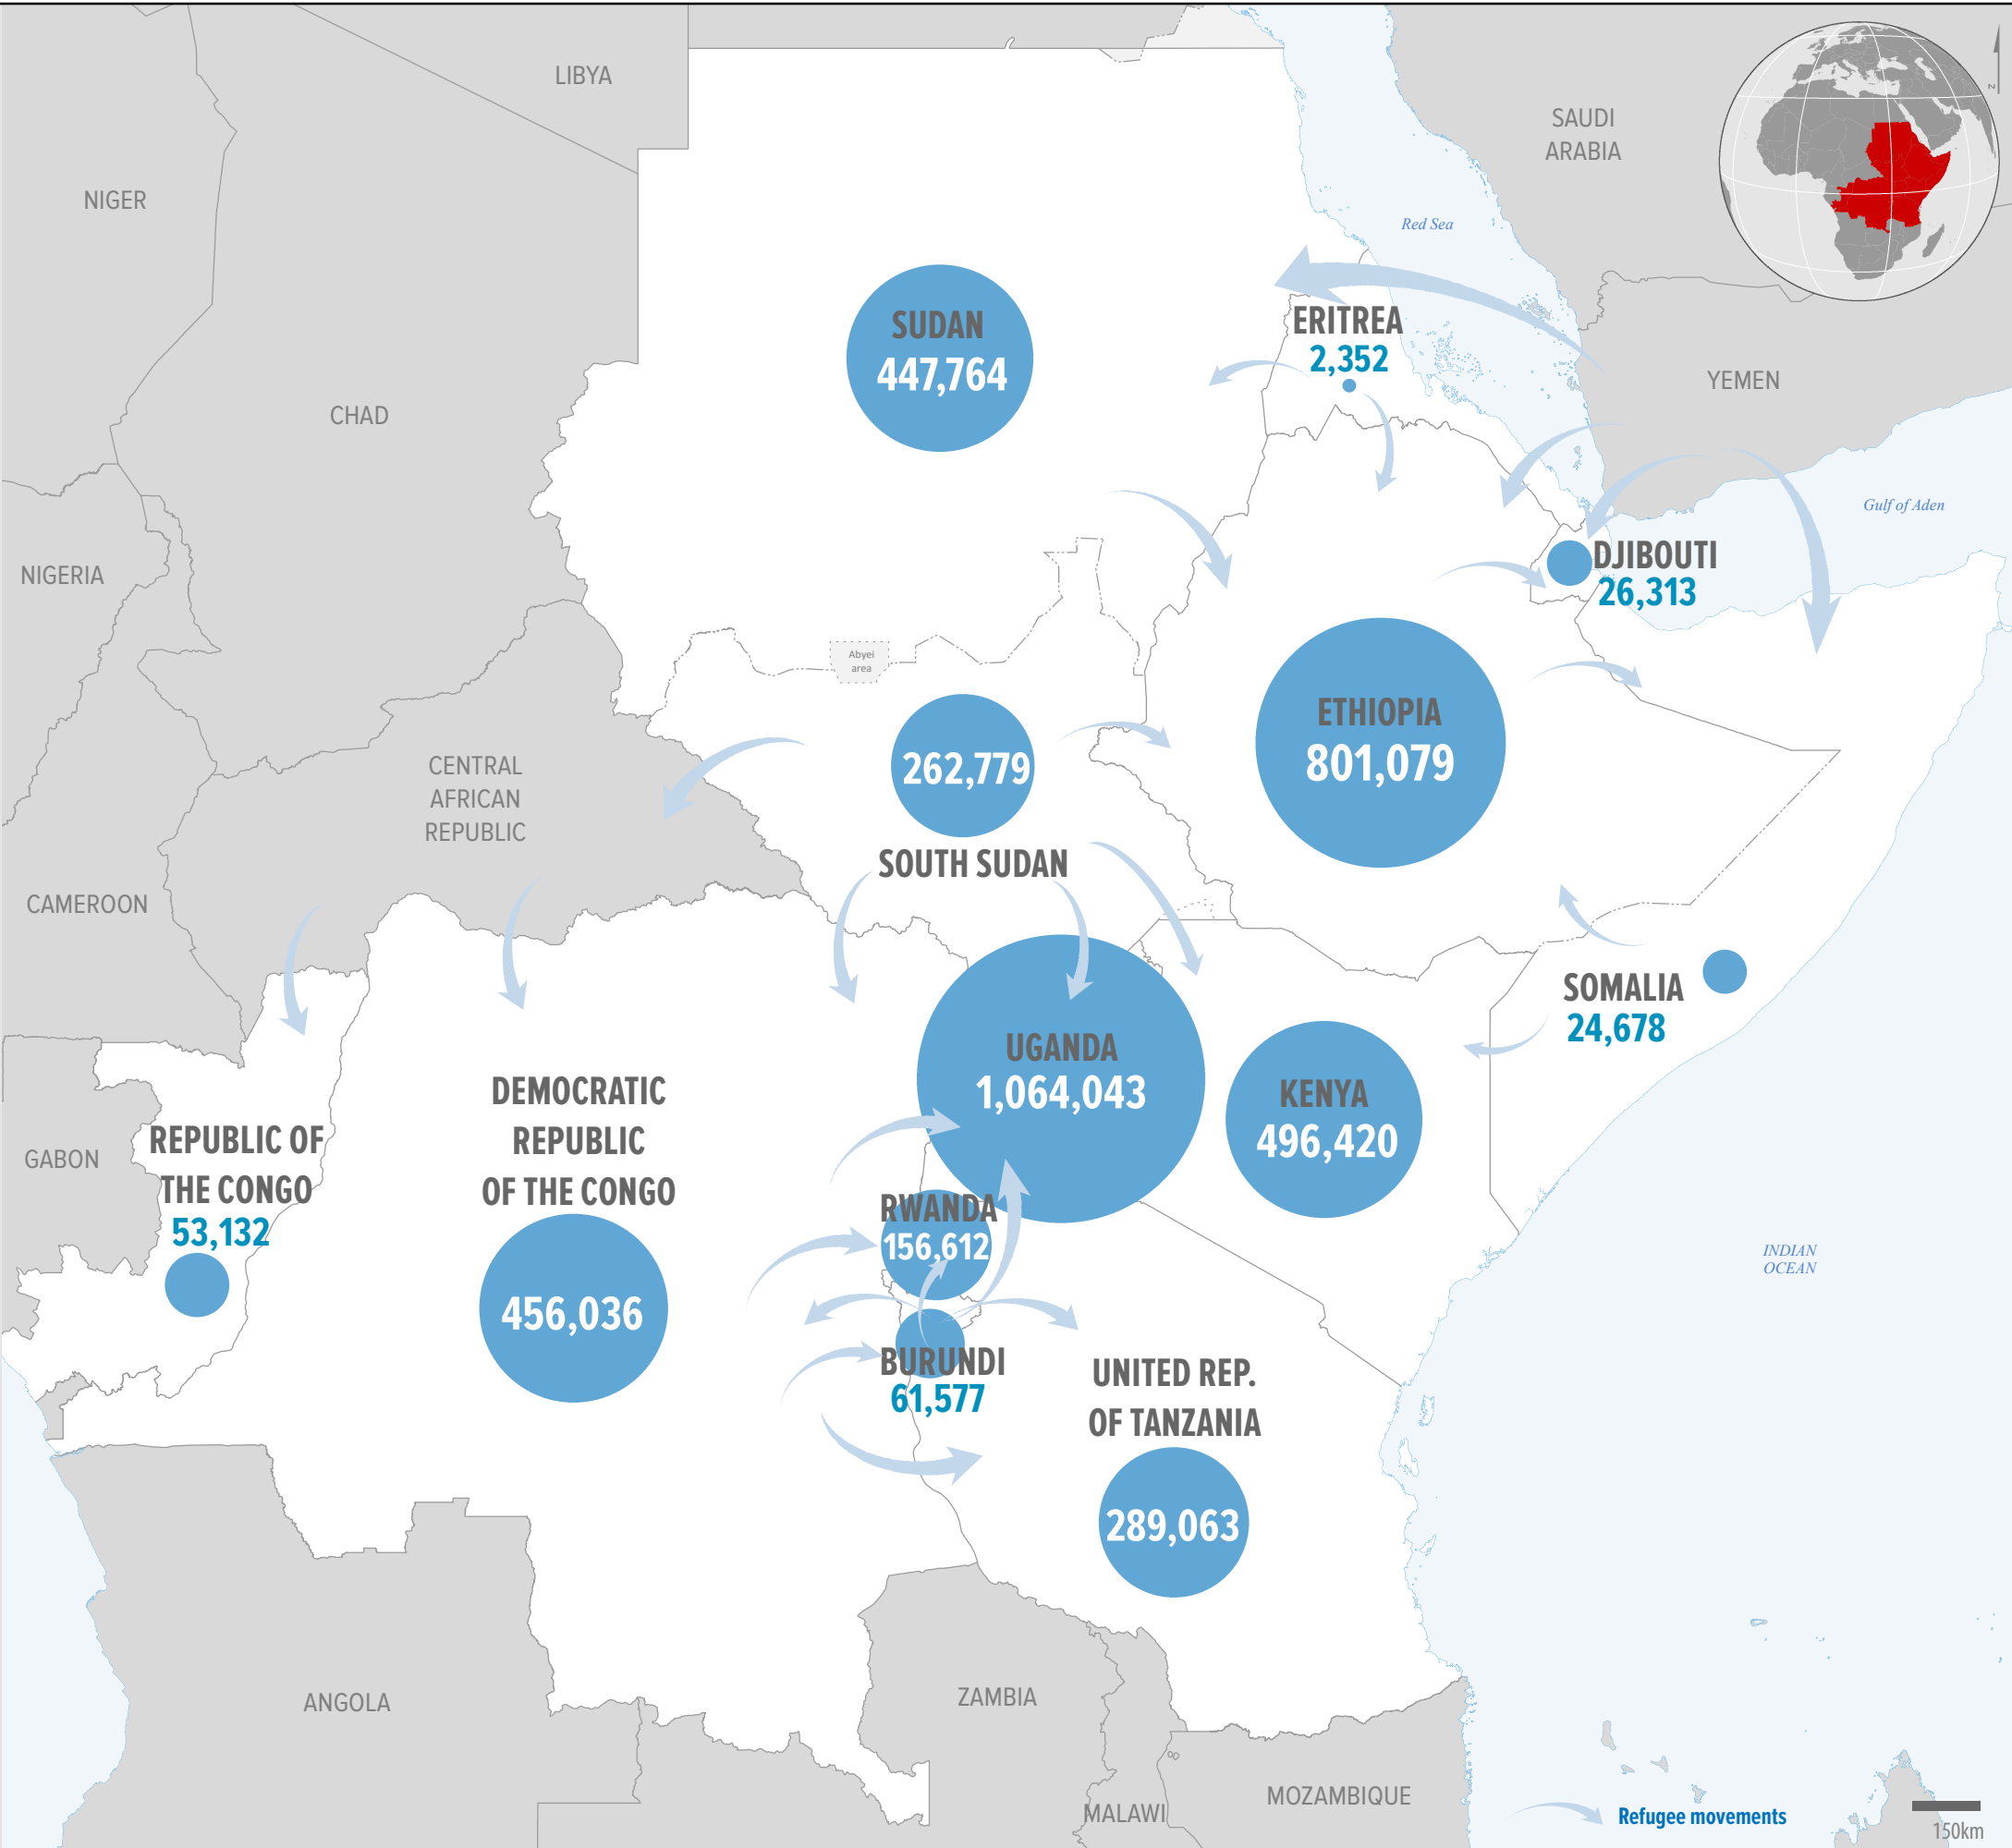 LIBYA
SAUDI
ARABIA
N
NIGER
Red Sea
SUDAN
447,764
ERITREA
2,352
YEMEN
CHAD
Gulf of Aden
NIGERIA
DJIBOUTI
26,313
Abyei
area
ETHIOPIA
801,079
262,779
SOUTH SUDAN
CENTRAL
AFRICAN
REPUBLIC
CAMEROON
SOMALIA
24,678
UGANDA
1,064,043
KENYA
496,420
DEMOCRATIC
REPUBLIC
OF THE CONGO
456,036
GABON
REPUBLIC OF
THE CONGO
53,132
RWANDA
156,612
INDIAN
OCEAN
BURUNDI
61,577
UNITED REP.
OF TANZANIA
289,063
ANGOLA
ZAMBIA
MALAWI
MOZAMBIQUE
Refugee movements
150km